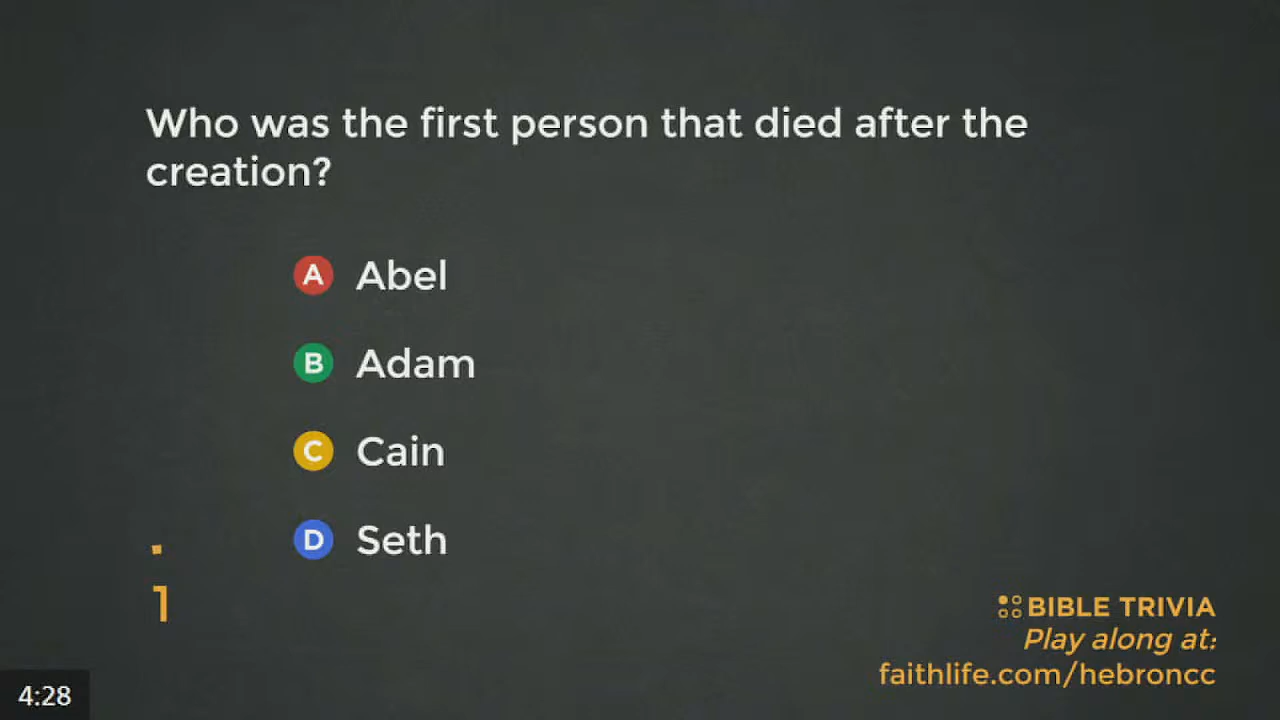 Who was the first person that died after the
creation?
A Abel
B Adam
C Cain
D Seth
1
BIBLE TRIVIA
Play along at:
faithlife.com/hebroncc
4:28